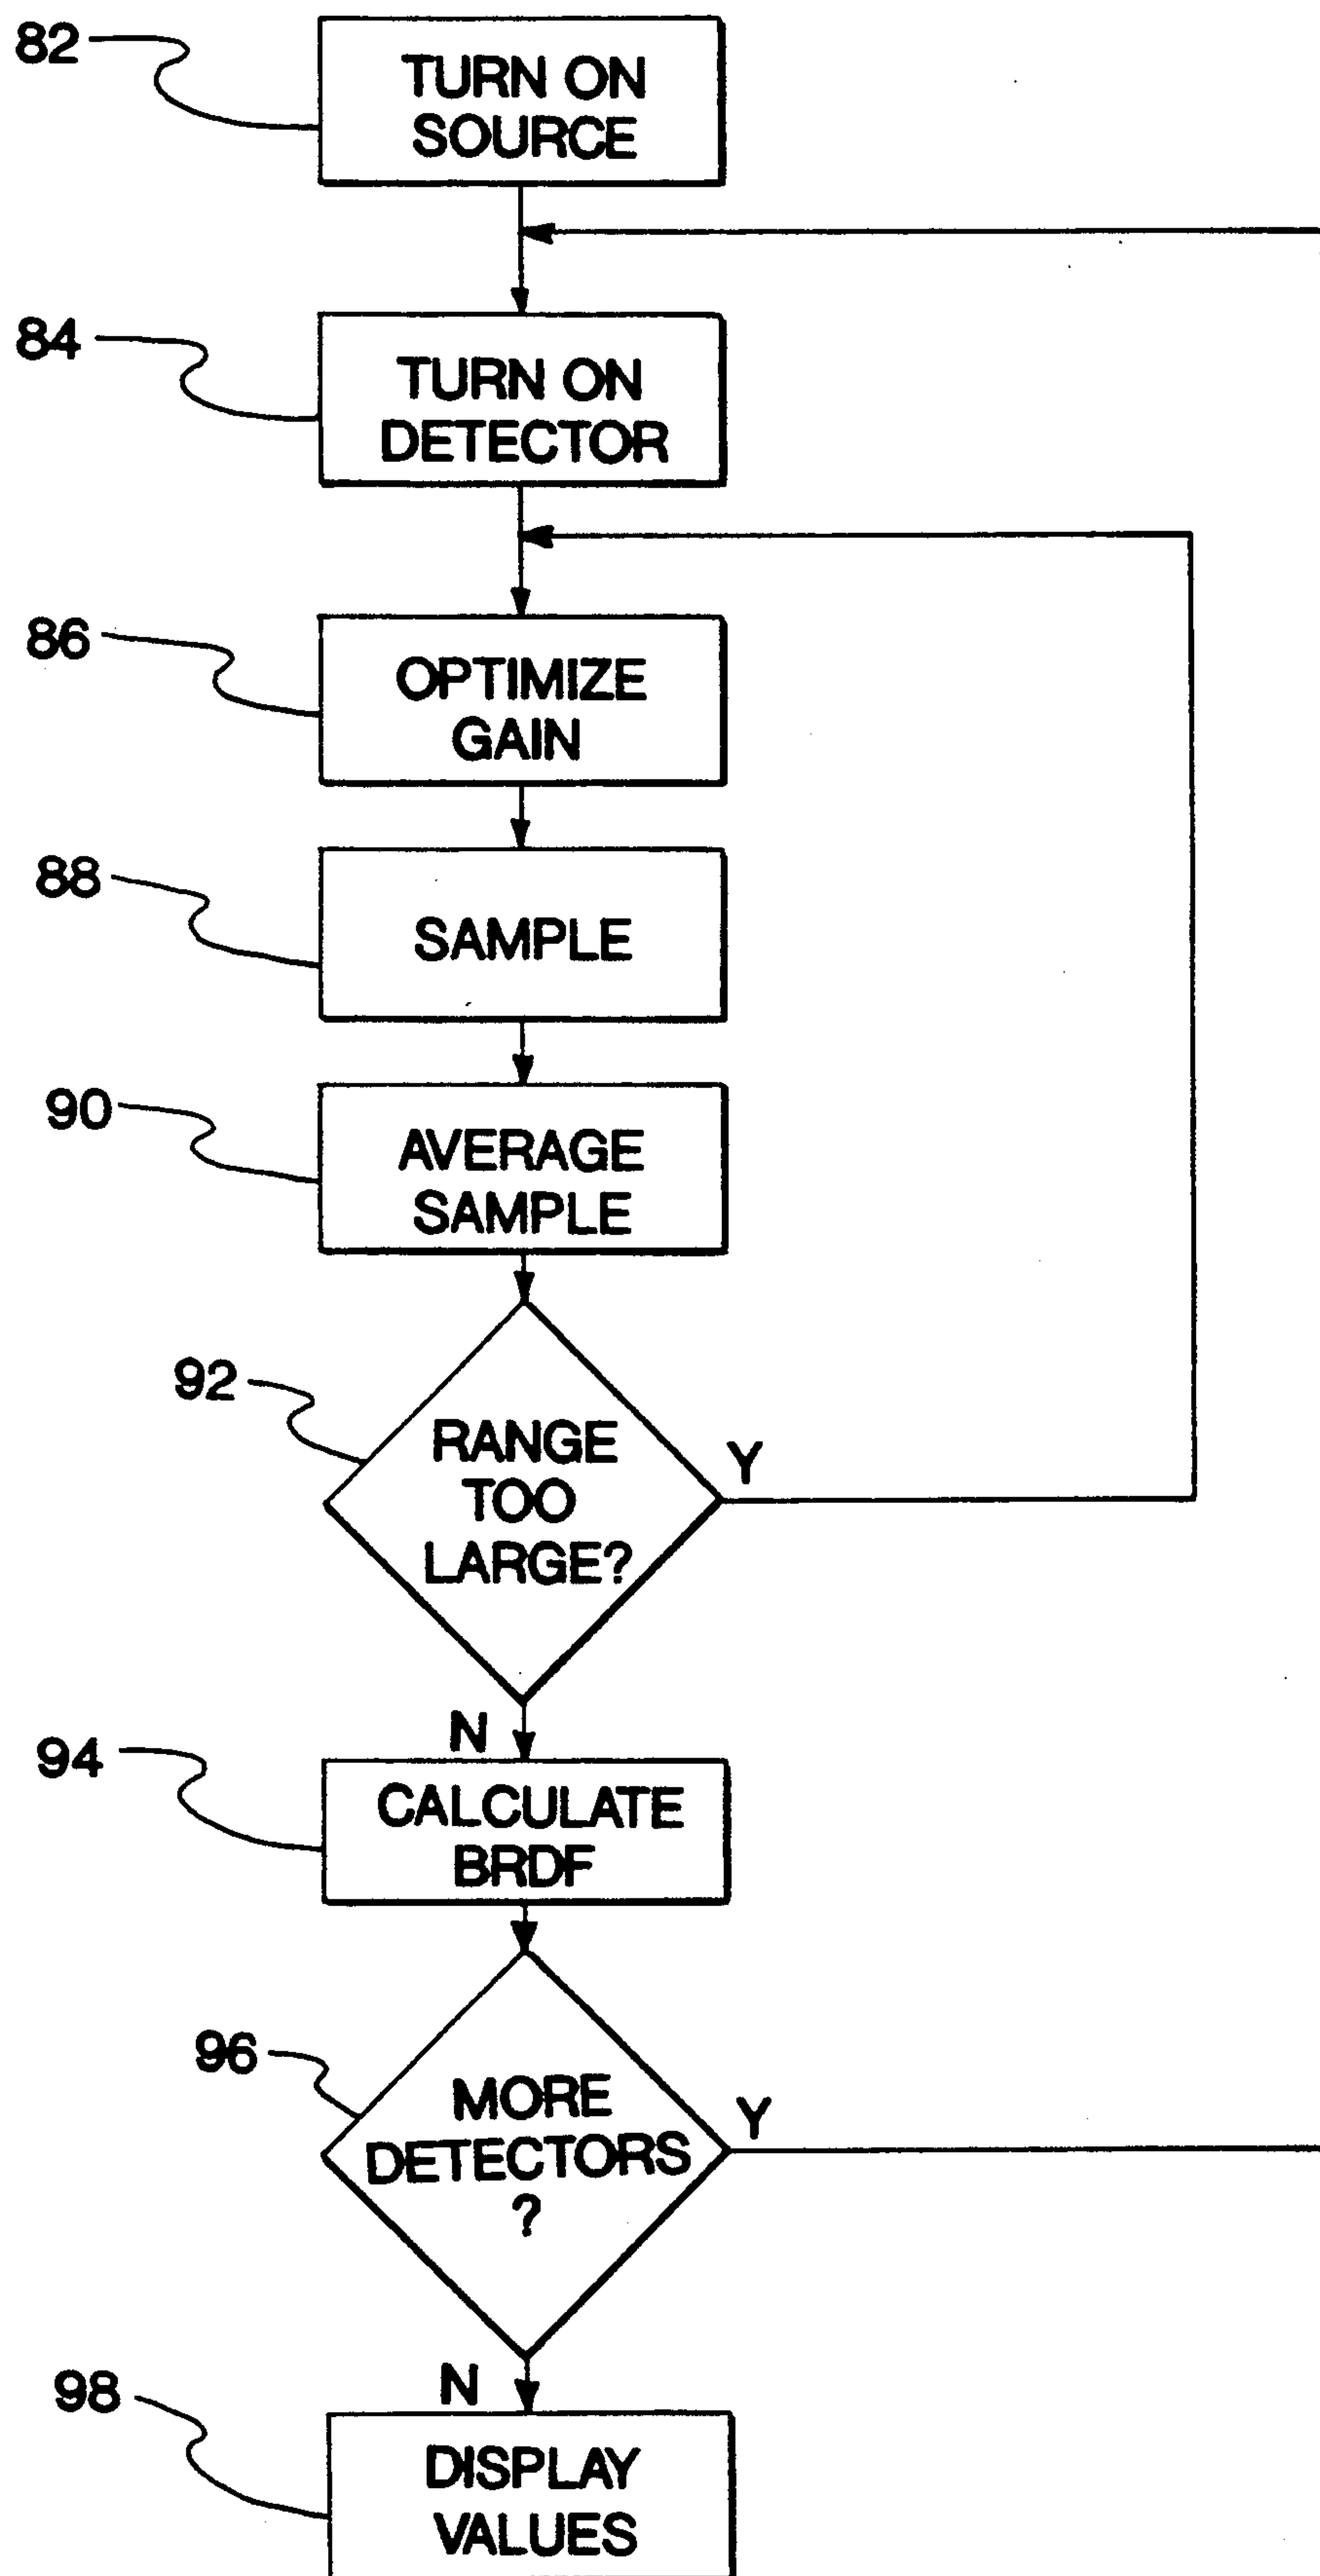 82
TURN ON
SOURCE
84
TURN ON
DETECTOR
86
OPTIMIZE
GAIN
88
SAMPLE
90
AVERAGE
SAMPLE
92
RANGE
TOO
LARGE?
Y
N
94
CALCULATE
BRDF
96
MORE
DETECTORS
?
Y
N
98
DISPLAY
VALUES